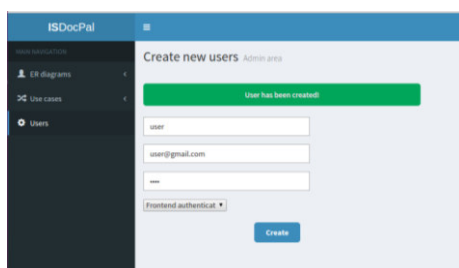 ISDocPal
MAIN NAVIGATION
Create new users Admin area
ER diagrams
Use cases
Users
User has been created!
user
user@gmail.com
••••
Frontend authenticat
Create